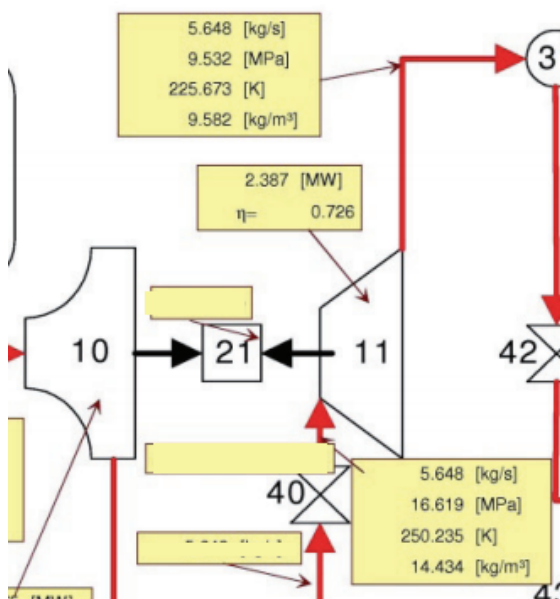 5.648 [kg/s]
9.532 [MPa]
225.673 [K]
9.582 [kg/m³]
3
2.387 [MW]
η= 0.726
10
21
11
42
5.648 [kg/s]
16.619 [MPa]
250.235 [K]
14.434 [kg/m³]
40
[MW]